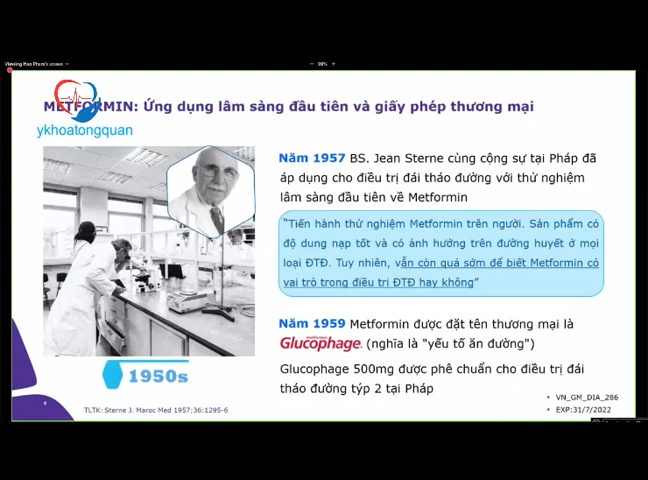 Viewing Hao Pham's screen
96%
METFORMIN: Ứng dụng lâm sàng đầu tiên và giấy phép thương mại
ykhoatongquan
Năm 1957 BS. Jean Sterne cùng cộng sự tại Pháp đã
áp dụng cho điều trị đái tháo đường với thử nghiệm
lâm sàng đầu tiên về Metformin
“Tiến hành thử nghiệm Metformin trên người. Sản phẩm có
độ dung nạp tốt và có ảnh hưởng trên đường huyết ở mọi
loại ĐTĐ. Tuy nhiên, vẫn còn quá sớm để biết Metformin có
vai trò trong điều trị ĐTĐ hay không”
Năm 1959 Metformin được đặt tên thương mại là
Glucophage. (nghĩa là "yếu tố ăn đường")
Glucophage 500mg được phê chuẩn cho điều trị đái
tháo đường týp 2 tại Pháp
1950s
TLTK: Sterne J. Maroc Med 1957;36:1295-6
• VN_GM_DIA_286
• EXP:31/7/2022